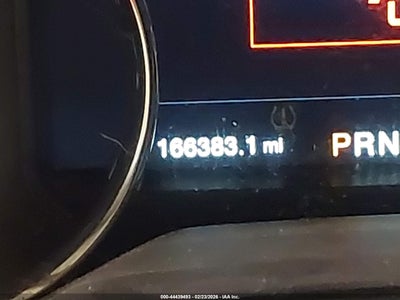 166383.1 mi PRN
000-44439493 - 02/23/2026 - IAA Inc.